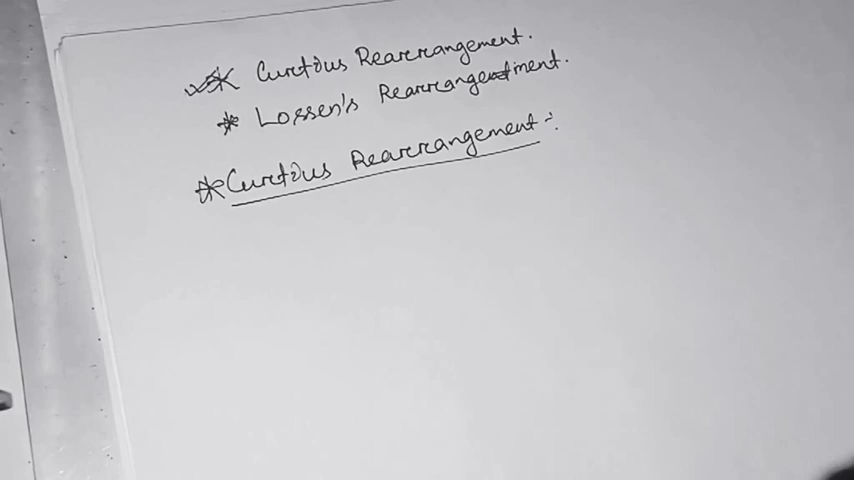 * Curtius Rearrangement.
* Lossen's Rearrangement.
* Curtius Rearrangement :-